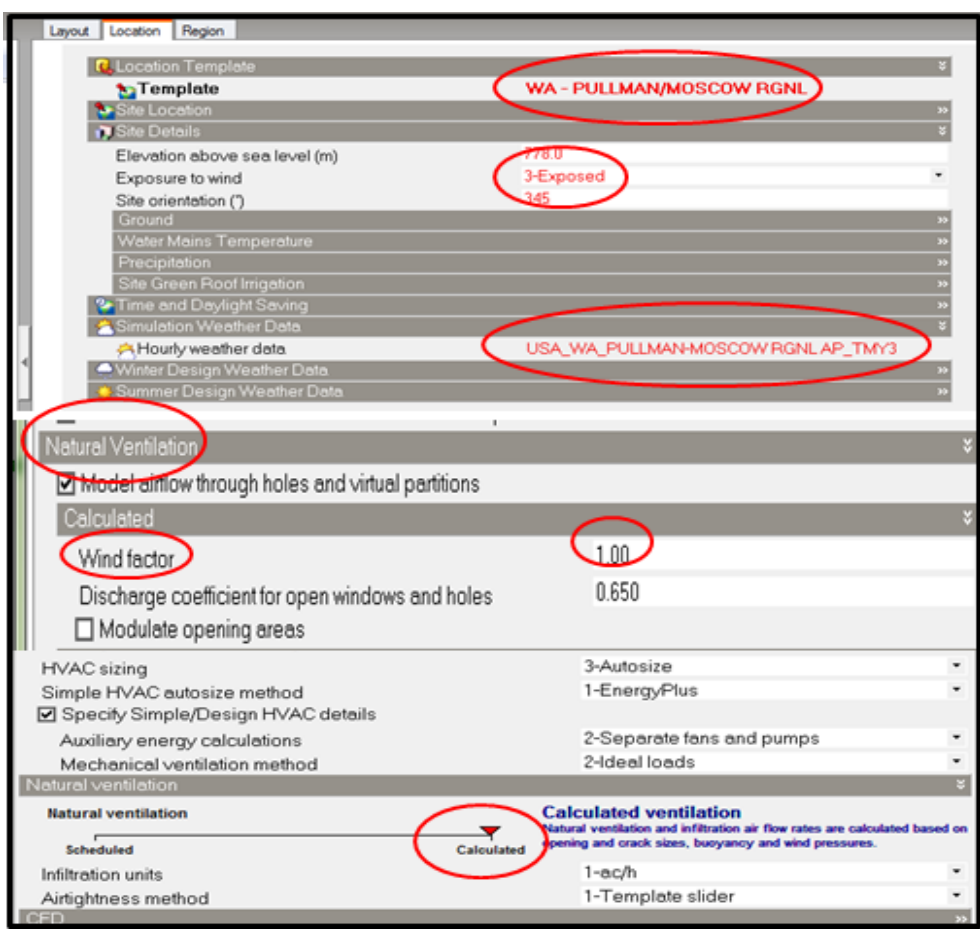 Layout Location Region
Location Template
Template WA - PULLMAN/MOSCOW RGNL
Site Location
Site Details
Elevation above sea level (m) 778.0
Exposure to wind 3-Exposed
Site orientation (°) 345
Ground
Water Mains Temperature
Precipitation
Site Green Roof Irrigation
Time and Daylight Saving
Simulation Weather Data
Hourly weather data USA_WA_PULLMAN-MOSCOW RGNL AP_TMY3
Winter Design Weather Data
Summer Design Weather Data
Natural Ventilation
Model airflow through holes and virtual partitions
Calculated
Wind factor 1.00
Discharge coefficient for open windows and holes 0.650
Modulate opening areas
HVAC sizing 3-Autosize
Simple HVAC autosize method 1-EnergyPlus
Specify Simple/Design HVAC details
Auxiliary energy calculations 2-Separate fans and pumps
Mechanical ventilation method 2-Ideal loads
Natural ventilation
Natural ventilation Calculated ventilation
Natural ventilation and infiltration air flow rates are calculated based on
Scheduled Calculated opening and crack sizes, buoyancy and wind pressures.
Infiltration units 1-ac/h
Airtightness method 1-Template slider
CFD